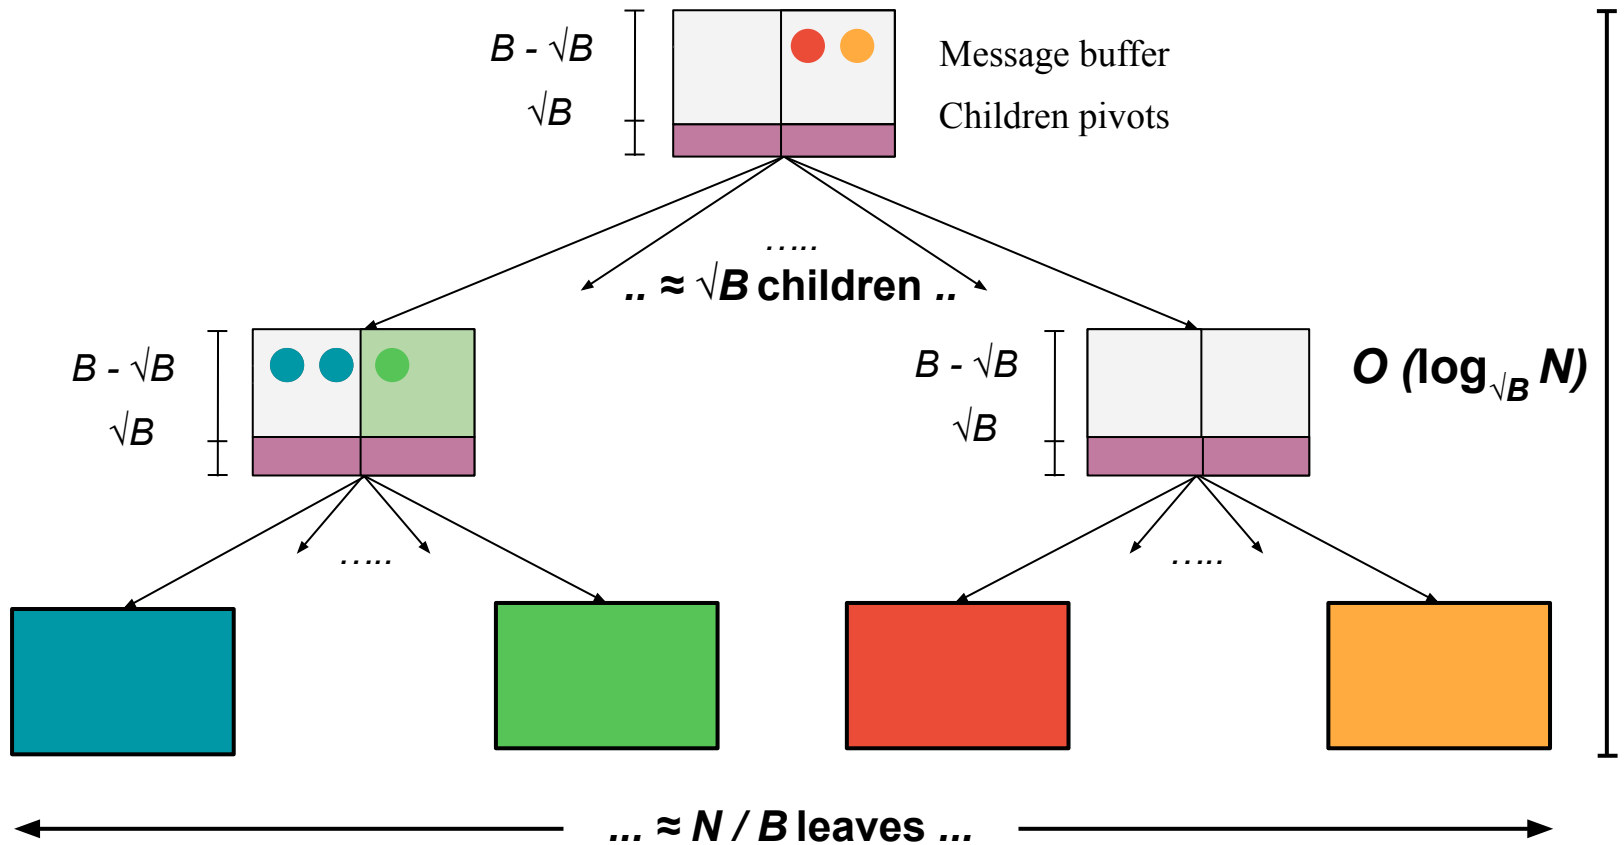 B - √B
Message buffer
√B
Children pivots
.....
.. ≈ √B children ..
B - √B
√B
B - √B
√B
O (log√B N)
.....
.....
... ≈ N / B leaves ...